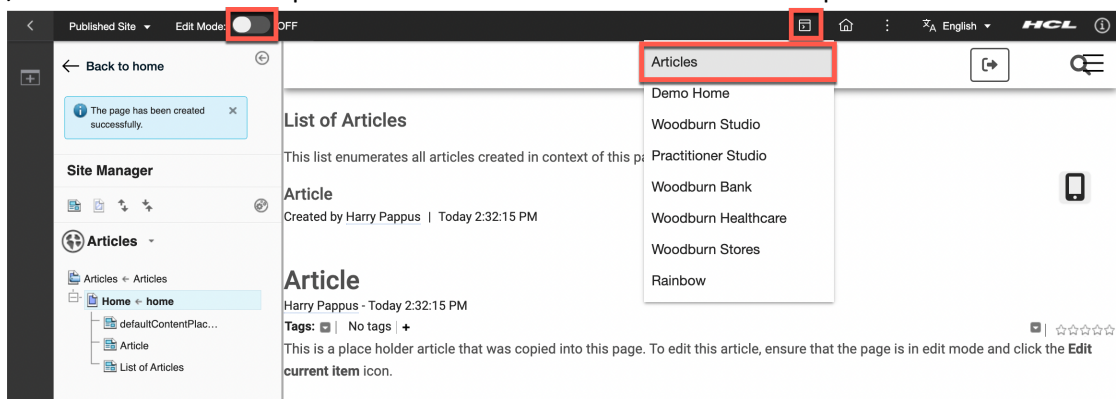 Published Site
Edit Mode:
OFF
English
HCL
Back to home
The page has been created
successfully.
Site Manager
Articles
Articles ← Articles
Home ← home
defaultContentPlac...
Article
List of Articles
Articles
Demo Home
Woodburn Studio
Practitioner Studio
Woodburn Bank
Woodburn Healthcare
Woodburn Stores
Rainbow
List of Articles
This list enumerates all articles created in context of this
Article
Created by Harry Pappus | Today 2:32:15 PM
Article
Harry Pappus - Today 2:32:15 PM
Tags: | No tags | +
This is a place holder article that was copied into this page. To edit this article, ensure that the page is in edit mode and click the Edit
current item icon.